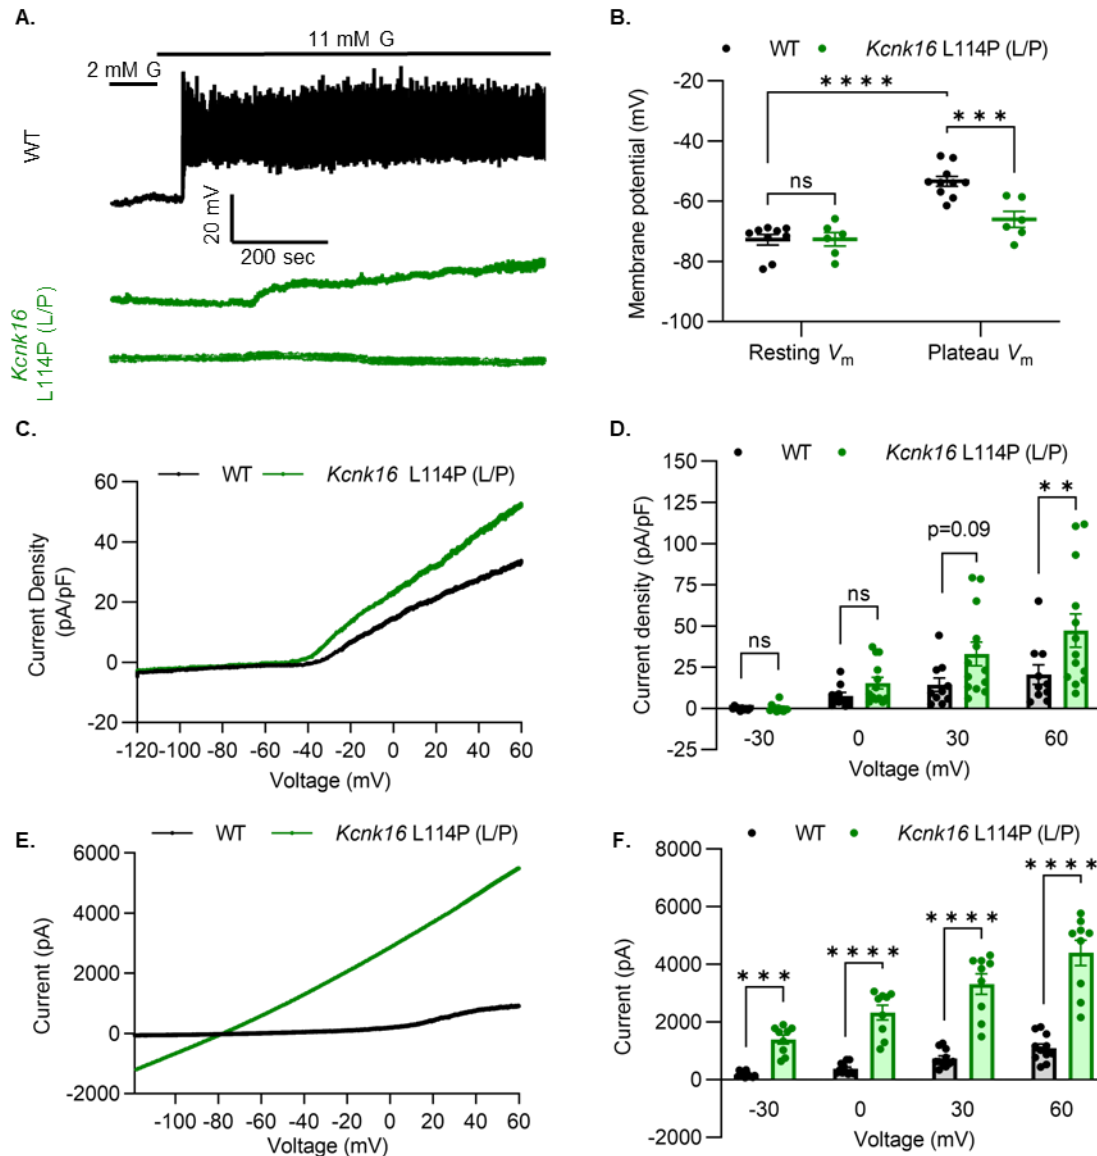 A.
11 mM G
2 mM G
WT
20 mV
200 sec
Kcnk16
L114P (L/P)
B.
WT Kcnk16 L114P (L/P)
Membrane potential (mV)
-20
-40
-60
-80
-100
ns
****
***
Resting Vm
Plateau Vm
C.
WT Kcnk16 L114P (L/P)
Current Density
(pA/pF)
60
40
20
0
-20
-120 -100 -80 -60 -40 -20 0 20 40 60
Voltage (mV)
D.
WT Kcnk16 L114P (L/P)
Current density (pA/pF)
150
125
100
75
50
25
0
-25
ns
ns
p=0.09
**
-30 0 30 60
Voltage (mV)
E.
WT Kcnk16 L114P (L/P)
Current (pA)
6000
4000
2000
0
-2000
-100 -80 -60 -40 -20 0 20 40 60
Voltage (mV)
F.
WT Kcnk16 L114P (L/P)
Current (pA)
8000
6000
4000
2000
0
-2000
***
****
****
****
-30 0 30 60
Voltage (mV)